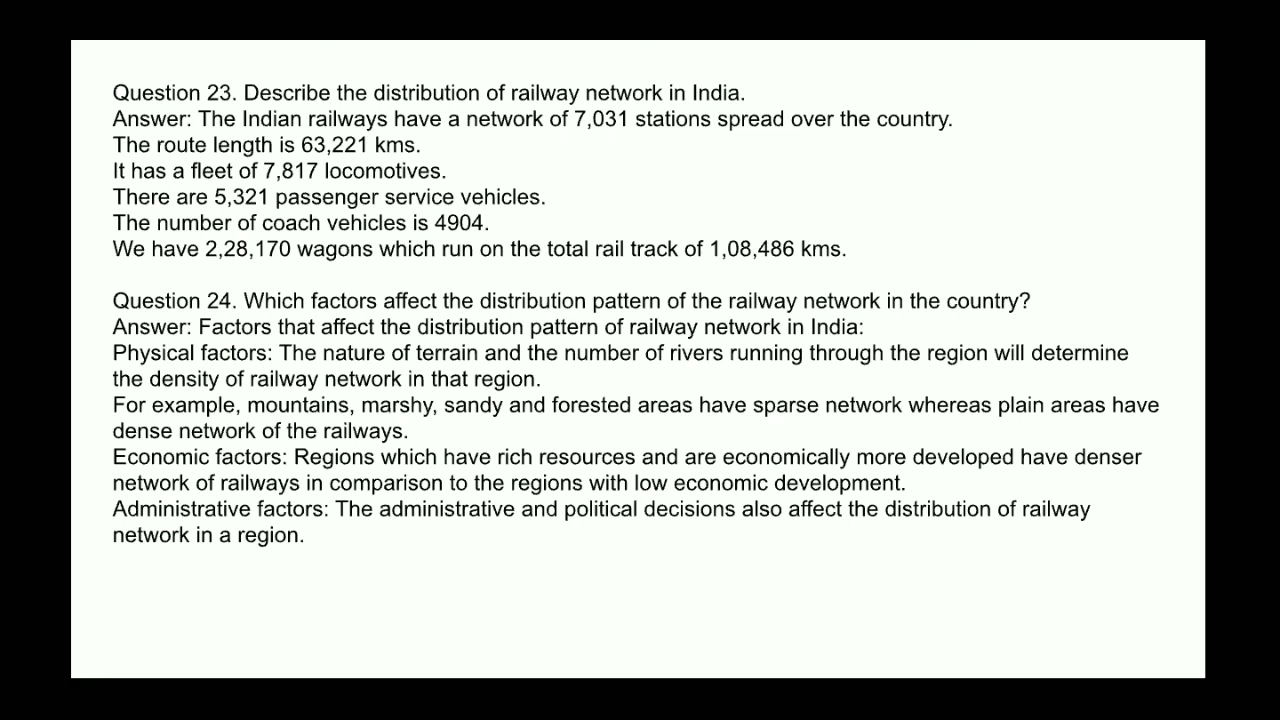 Question 23. Describe the distribution of railway network in India.
Answer: The Indian railways have a network of 7,031 stations spread over the country.
The route length is 63,221 kms.
It has a fleet of 7,817 locomotives.
There are 5,321 passenger service vehicles.
The number of coach vehicles is 4904.
We have 2,28,170 wagons which run on the total rail track of 1,08,486 kms.
Question 24. Which factors affect the distribution pattern of the railway network in the country?
Answer: Factors that affect the distribution pattern of railway network in India:
Physical factors: The nature of terrain and the number of rivers running through the region will determine
the density of railway network in that region.
For example, mountains, marshy, sandy and forested areas have sparse network whereas plain areas have
dense network of the railways.
Economic factors: Regions which have rich resources and are economically more developed have denser
network of railways in comparison to the regions with low economic development.
Administrative factors: The administrative and political decisions also affect the distribution of railway
network in a region.